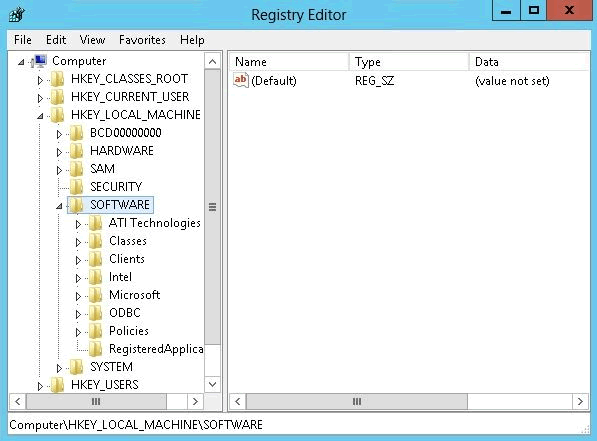 Registry Editor
File Edit View Favorites Help
Computer
HKEY_CLASSES_ROOT
HKEY_CURRENT_USER
HKEY_LOCAL_MACHINE
BCD00000000
HARDWARE
SAM
SECURITY
SOFTWARE
ATI Technologies
Classes
Clients
Intel
Microsoft
ODBC
Policies
RegisteredApplica
SYSTEM
HKEY_USERS
Name Type Data
ab (Default) REG_SZ (value not set)
Computer\HKEY_LOCAL_MACHINE\SOFTWARE